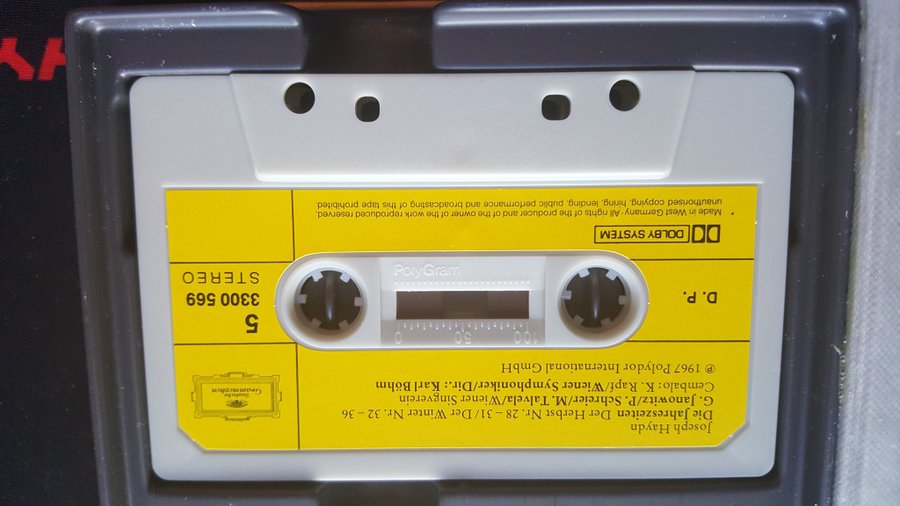 Joseph Haydn
Die Jahreszeiten Der Herbst Nr. 28 – 31 / Der Winter Nr. 32 – 36
G. Janowitz/P. Schreier/M. Talvela/Wiener Singverein
Cembalo: K. Rapf/Wiener Symphoniker/Dir.: Karl Böhm
℗ 1967 Polydor International GmbH
Deutsche
Grammophon
5
3300 569
STEREO
D. P.
100 50 0
PolyGram
DOLBY SYSTEM
* Made in West Germany · All rights of the producer and of the owner of the work reproduced reserved,
unauthorised copying, hiring, lending, public performance and broadcasting of this tape prohibited.